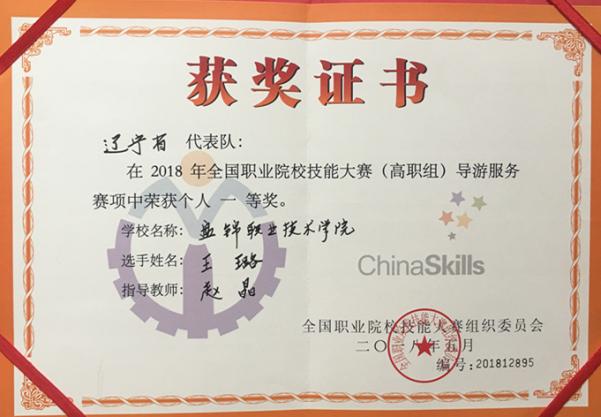 获奖证书
辽宁省 代表队：
在 2018 年全国职业院校技能大赛（高职组）导游服务
赛项中荣获个人 一 等奖。
学校名称：盘锦职业技术学院
选手姓名：王 璐
指导教师：赵 晶
ChinaSkills
全国职业院校技能大赛组织委员会
二〇一八年五月
编号:201812895